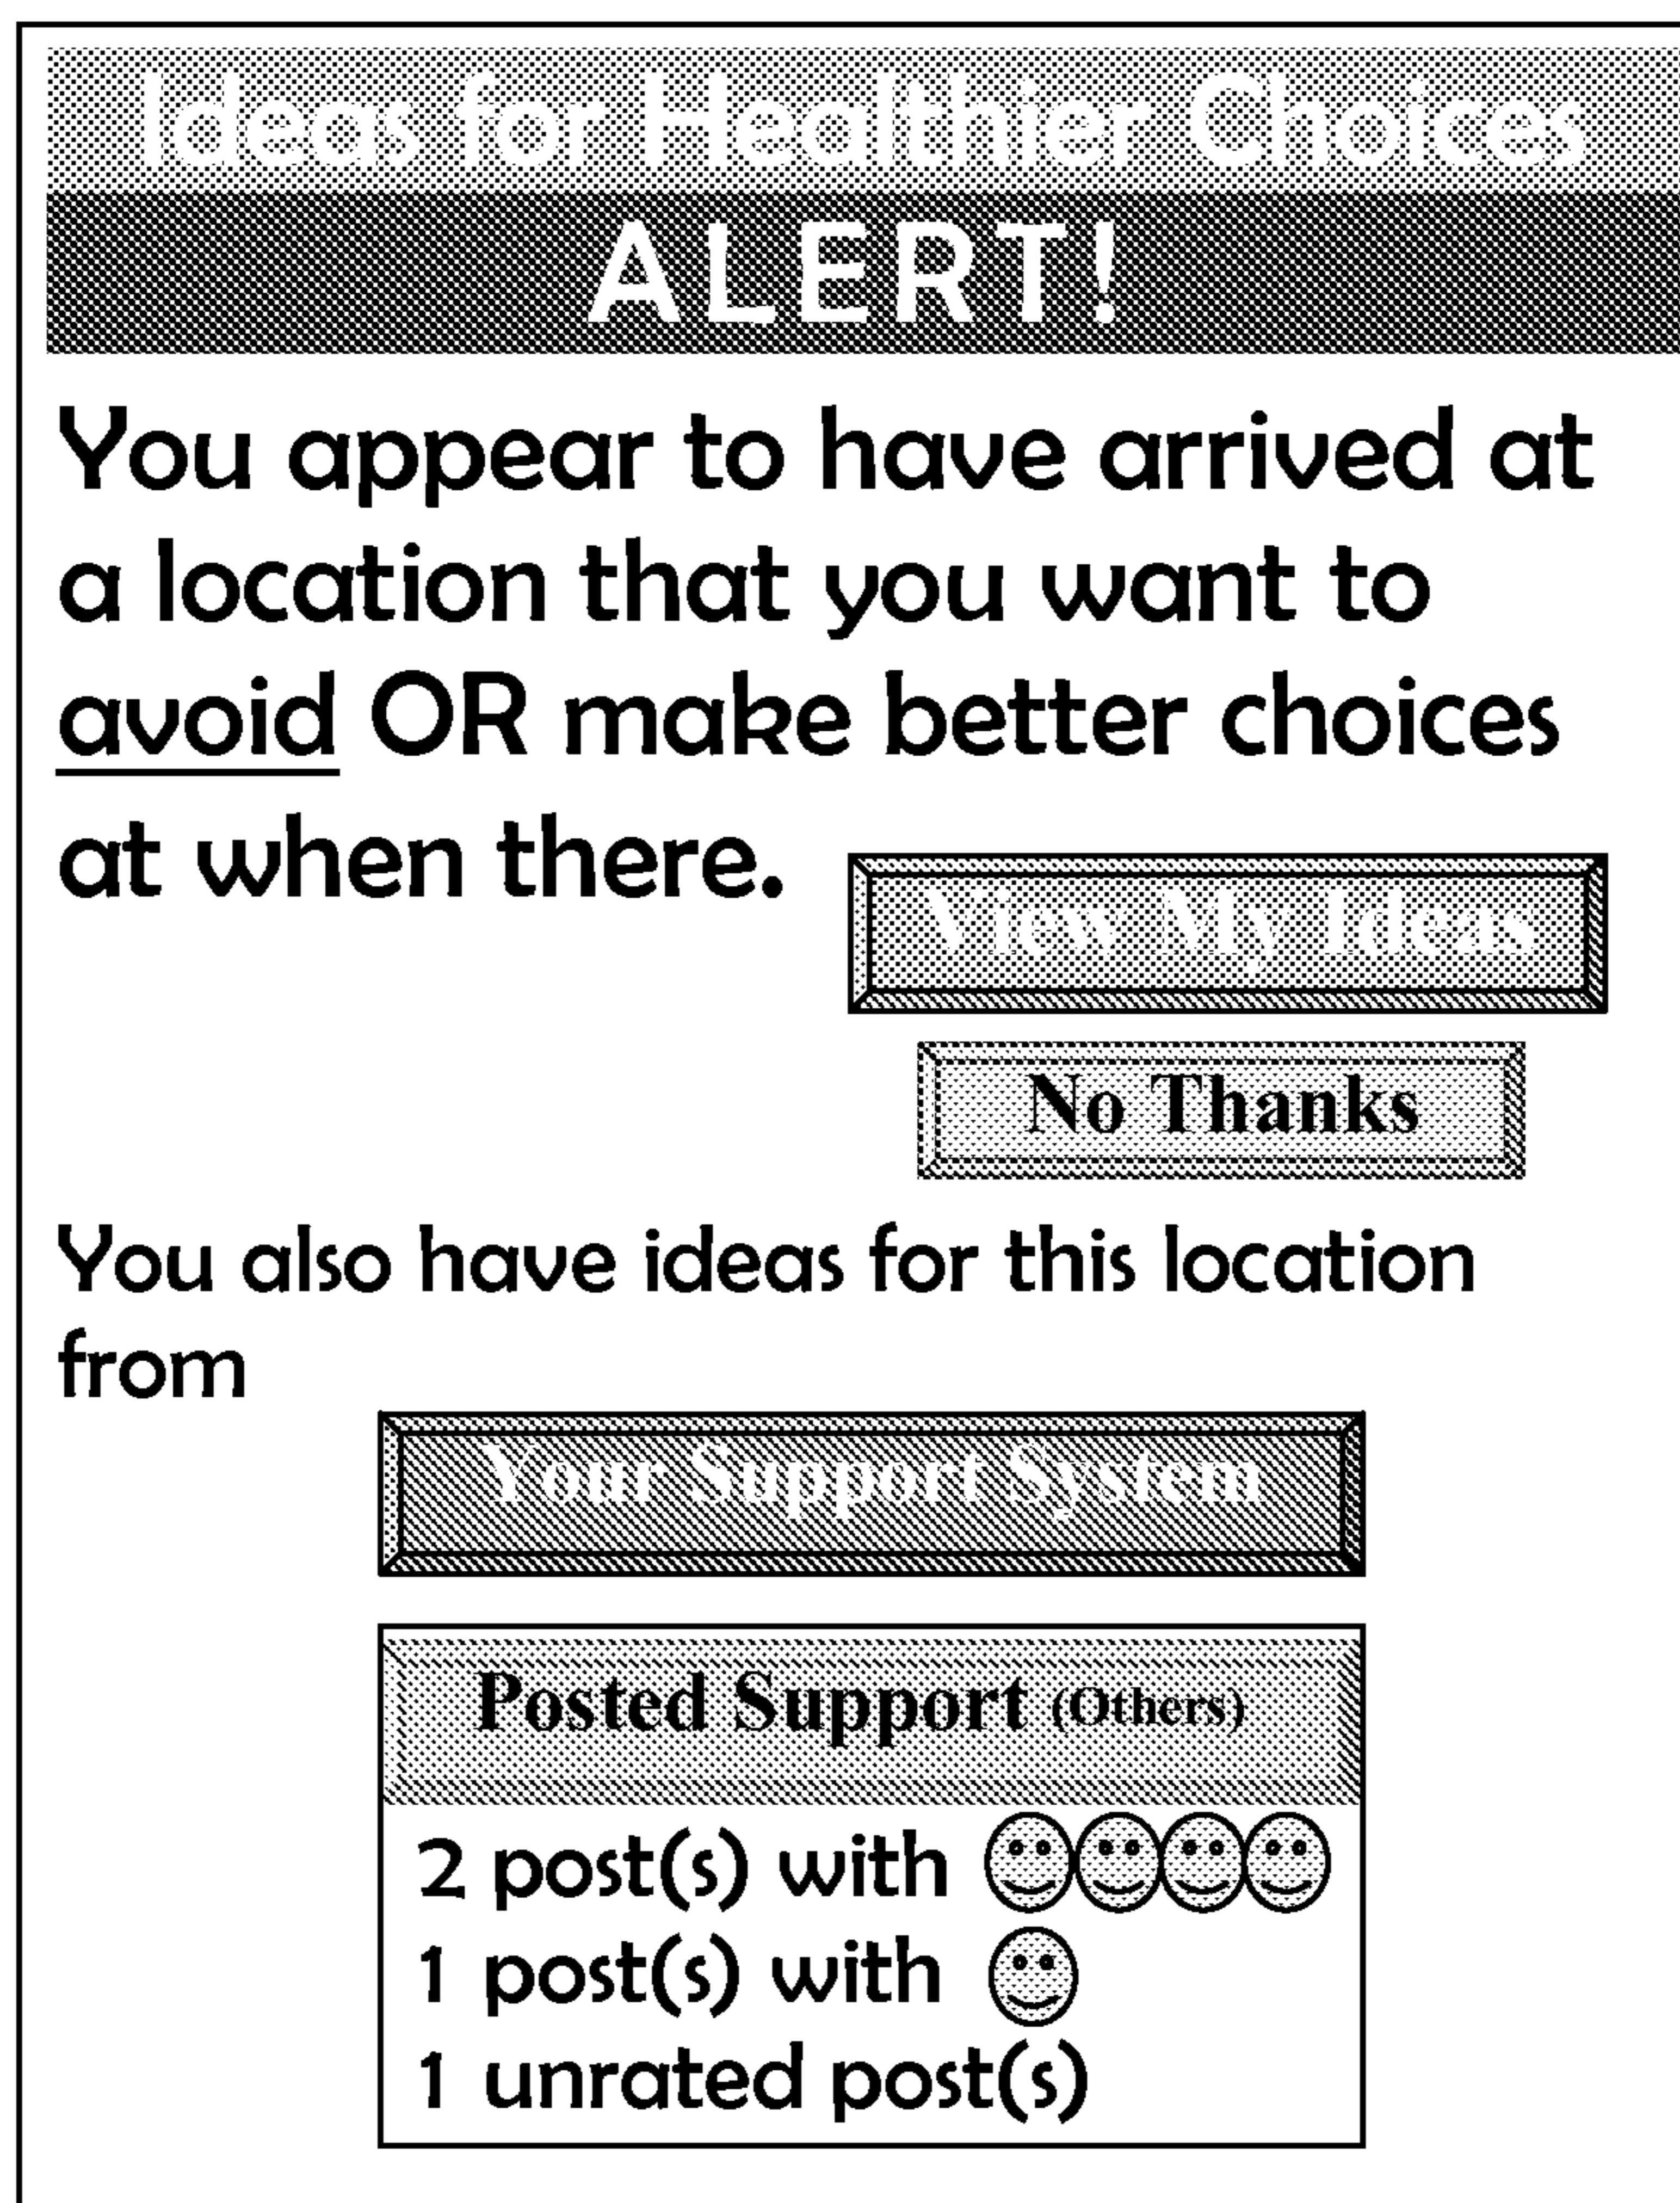 Ideas for Healthier Choices
ALERT!
You appear to have arrived at
a location that you want to
avoid OR make better choices
at when there.
View My Ideas
No Thanks
You also have ideas for this location
from
Your Support System
Posted Support (Others)
2 post(s) with
1 post(s) with
1 unrated post(s)